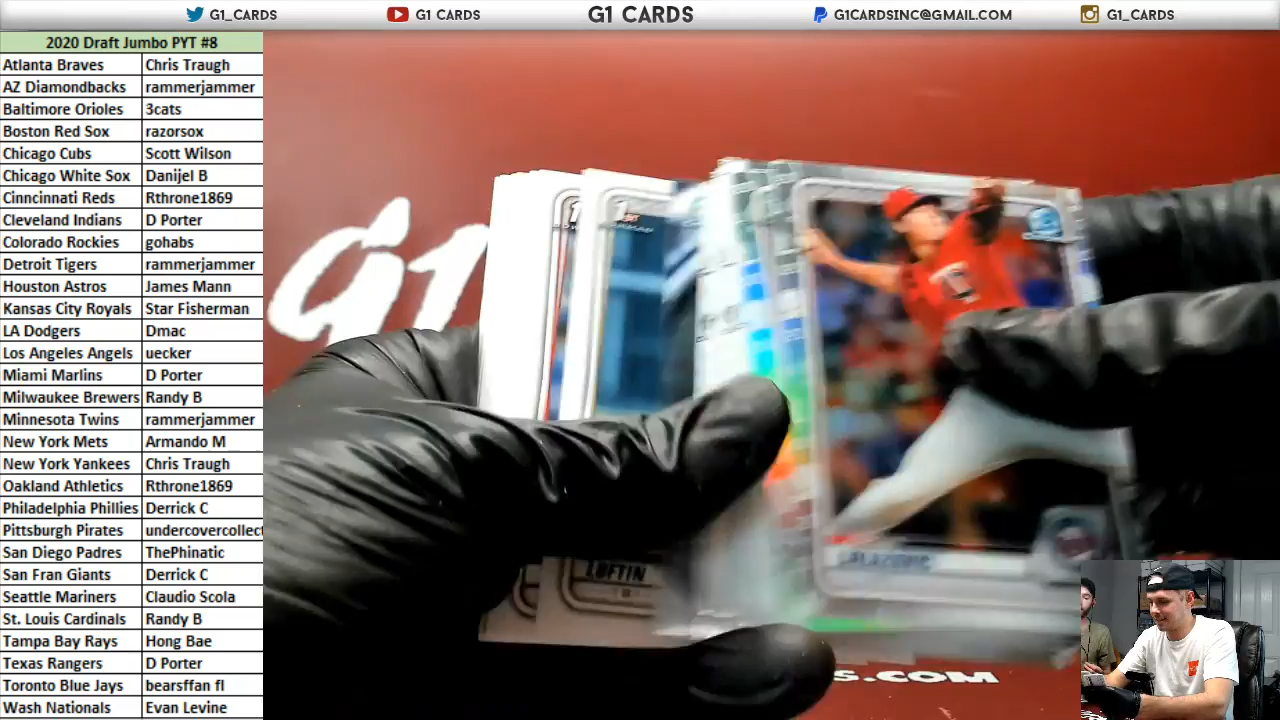 G1_CARDS
G1 CARDS
G1 CARDS
G1CARDSINC@GMAIL.COM
G1_CARDS
2020 Draft Jumbo PYT #8
Atlanta Braves Chris Traugh
AZ Diamondbacks rammerjammer
Baltimore Orioles 3cats
Boston Red Sox razorsox
Chicago Cubs Scott Wilson
Chicago White Sox Danijel B
Cinncinnati Reds Rthrone1869
Cleveland Indians D Porter
Colorado Rockies gohabs
Detroit Tigers rammerjammer
Houston Astros James Mann
Kansas City Royals Star Fisherman
LA Dodgers Dmac
Los Angeles Angels uecker
Miami Marlins D Porter
Milwaukee Brewers Randy B
Minnesota Twins rammerjammer
New York Mets Armando M
New York Yankees Chris Traugh
Oakland Athletics Rthrone1869
Philadelphia Phillies Derrick C
Pittsburgh Pirates undercovercollect
San Diego Padres ThePhinatic
San Fran Giants Derrick C
Seattle Mariners Claudio Scola
St. Louis Cardinals Randy B
Tampa Bay Rays Hong Bae
Texas Rangers D Porter
Toronto Blue Jays bearsffan fl
Wash Nationals Evan Levine
G1
LUFTIN
S.COM